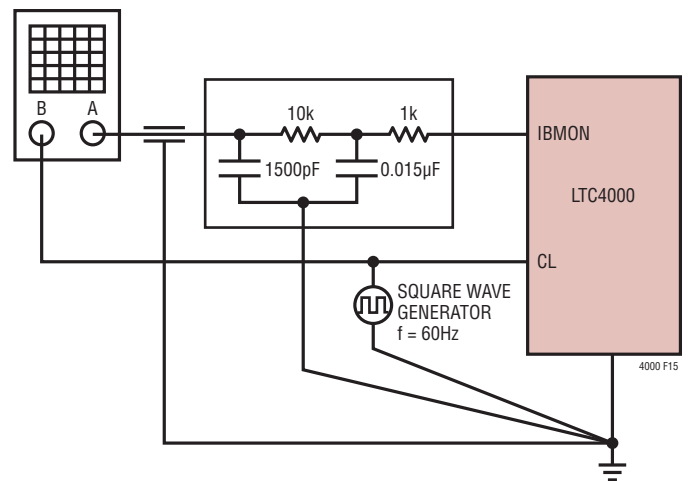 B
A
10k
1k
IBMON
1500pF
0.015µF
LTC4000
CL
SQUARE WAVE
GENERATOR
f = 60Hz
4000 F15